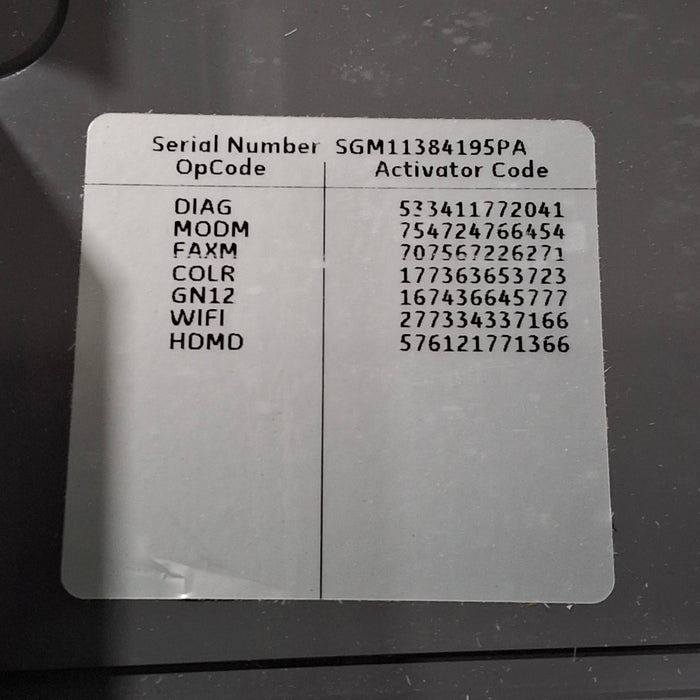 Serial Number SGM11384195PA
OpCode Activator Code
DIAG 533411772041
MODM 754724766454
FAXM 707567226271
COLR 177363653723
GN12 167436645777
WIFI 277334337166
HDMD 576121771366